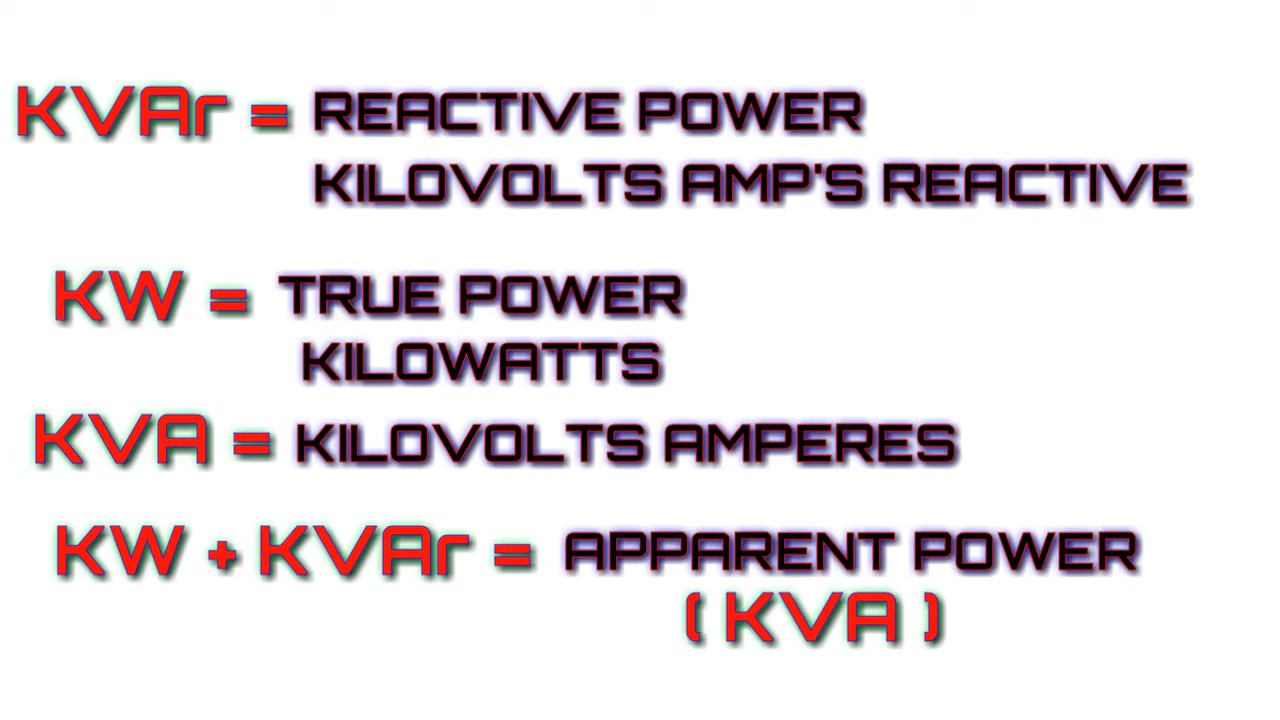 KVAr = REACTIVE POWER
KILOVOLTS AMP'S REACTIVE
KW = TRUE POWER
KILOWATTS
KVA = KILOVOLTS AMPERES
KW + KVAr = APPARENT POWER
( KVA )